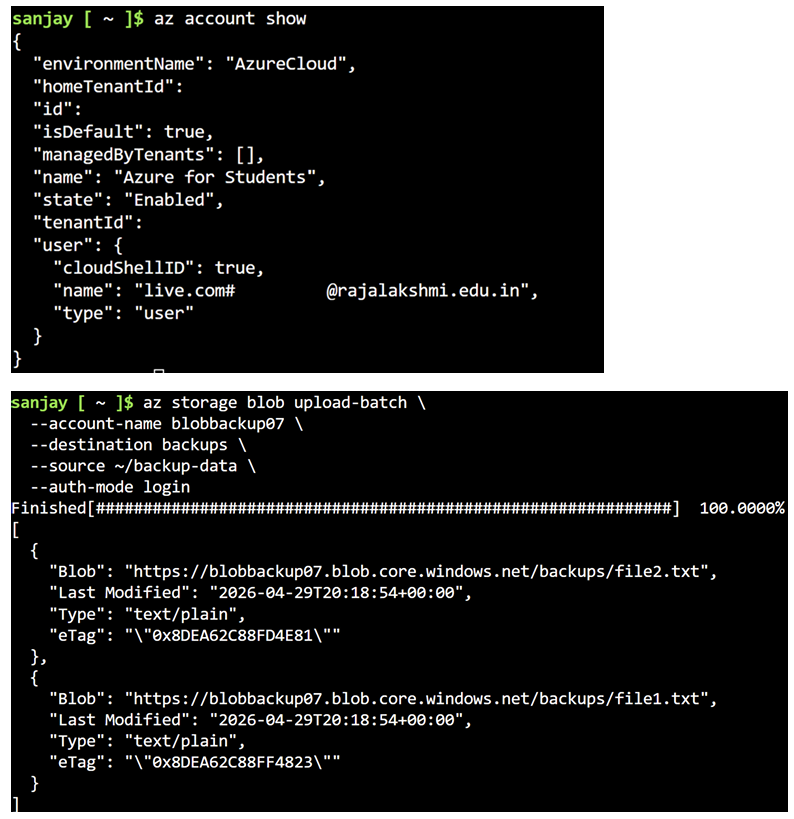 sanjay [ ~ ]$ az account show
{
  "environmentName": "AzureCloud",
  "homeTenantId":
  "id":
  "isDefault": true,
  "managedByTenants": [],
  "name": "Azure for Students",
  "state": "Enabled",
  "tenantId":
  "user": {
    "cloudShellID": true,
    "name": "live.com#         @rajalakshmi.edu.in",
    "type": "user"
  }
}
sanjay [ ~ ]$ az storage blob upload-batch \
  --account-name blobbackup07 \
  --destination backups \
  --source ~/backup-data \
  --auth-mode login
Finished[#############################################################]  100.0000%
[
  {
    "Blob": "https://blobbackup07.blob.core.windows.net/backups/file2.txt",
    "Last Modified": "2026-04-29T20:18:54+00:00",
    "Type": "text/plain",
    "eTag": "\"0x8DEA62C88FD4E81\""
  },
  {
    "Blob": "https://blobbackup07.blob.core.windows.net/backups/file1.txt",
    "Last Modified": "2026-04-29T20:18:54+00:00",
    "Type": "text/plain",
    "eTag": "\"0x8DEA62C88FF4823\""
  }
]